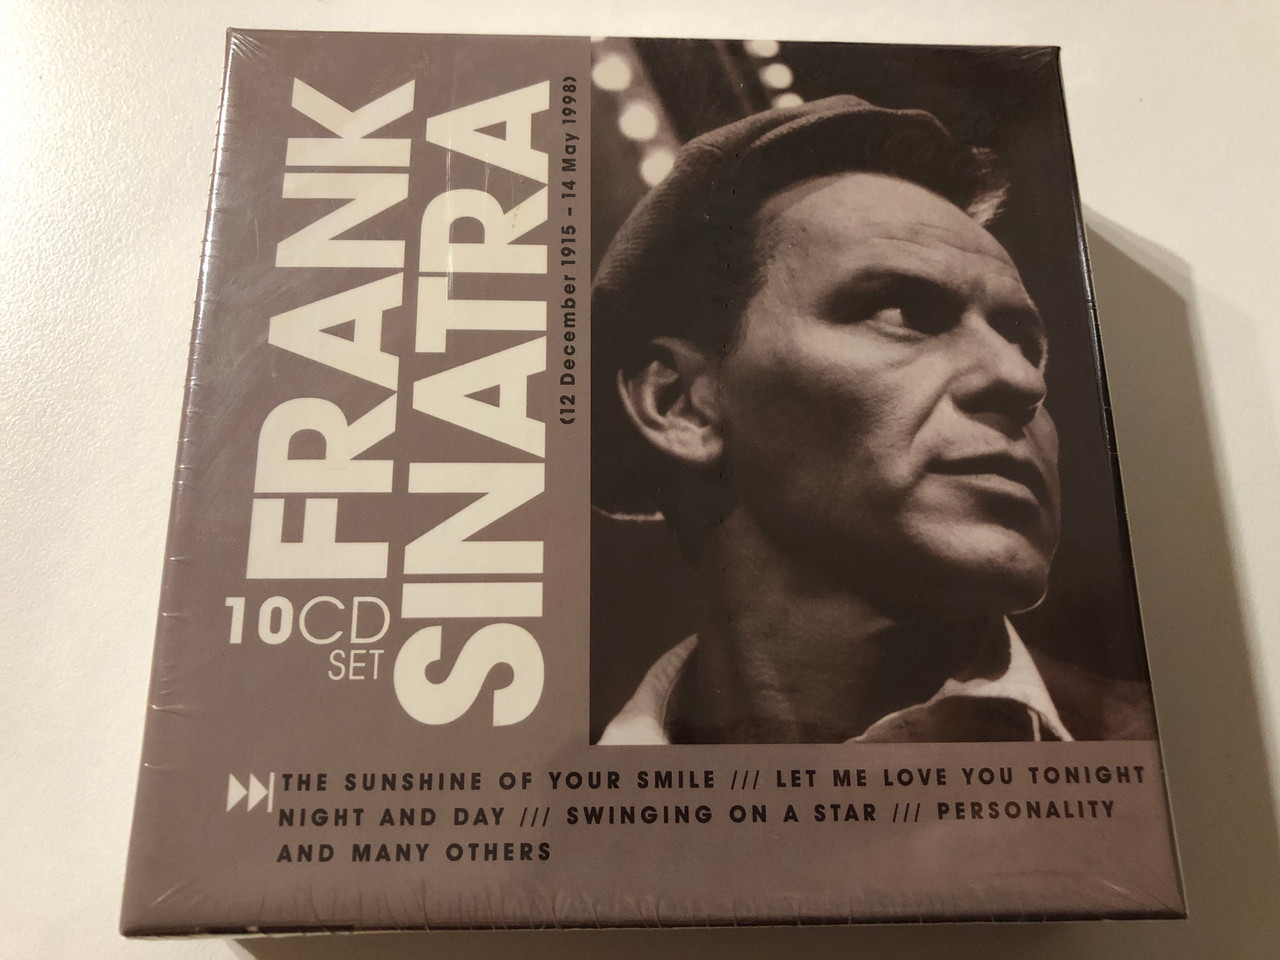 FRANK
SINATRA
(12 December 1915 – 14 May 1998)
10CD
SET
THE SUNSHINE OF YOUR SMILE /// LET ME LOVE YOU TONIGHT
NIGHT AND DAY /// SWINGING ON A STAR /// PERSONALITY
AND MANY OTHERS